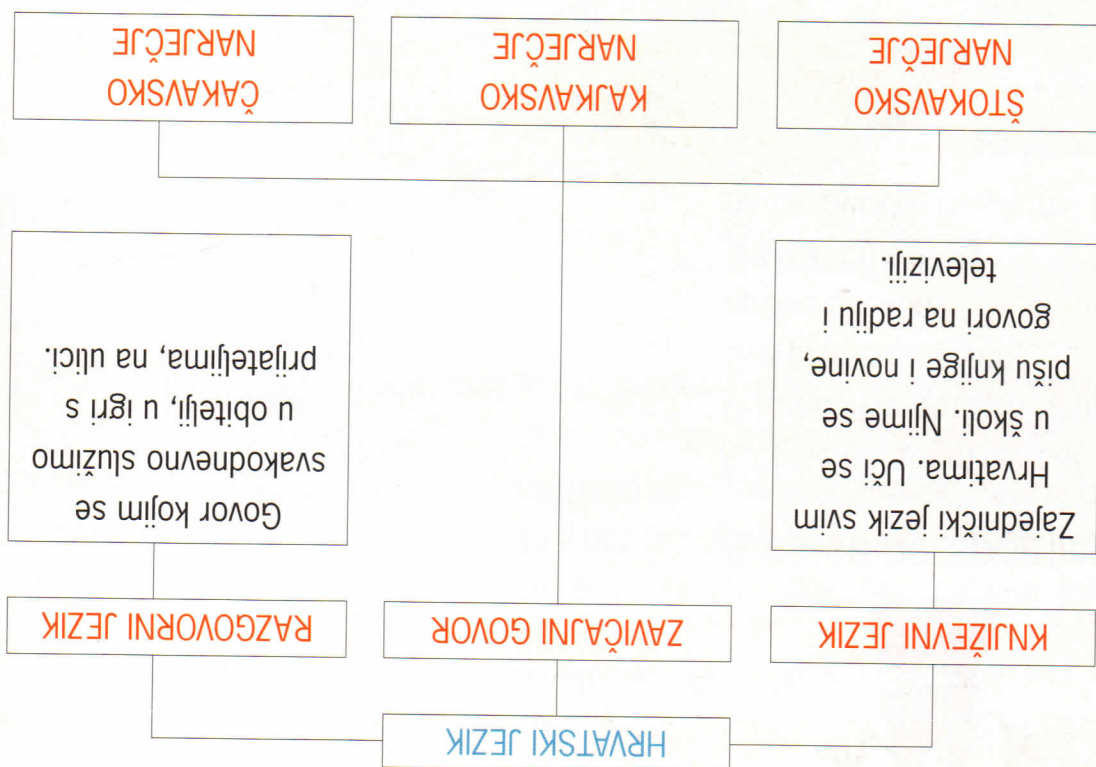 HRVATSKI JEZIK
KNJIŽEVNI JEZIK
ZAVIČAJNI GOVOR
RAZGOVORNI JEZIK
Zajednički jezik svim
Hrvatima. Uči se
u školi. Njime se
pišu knjige i novine,
govori na radiju i
televiziji.
Govor kojim se
svakodnevno služimo
u obitelji, u igri s
prijateljima, na ulici.
ŠTOKAVSKO
NARJEČJE
KAJKAVSKO
NARJEČJE
ČAKAVSKO
NARJEČJE